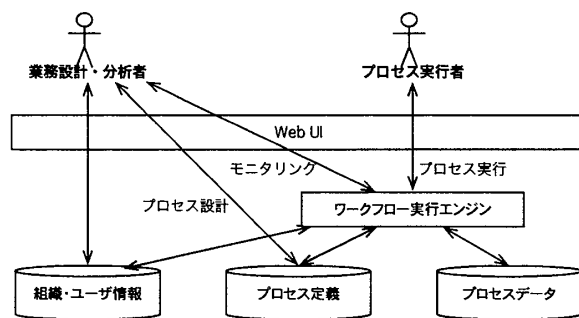 業務設計・分析者
プロセス実行者
Web UI
モニタリング
プロセス実行
プロセス設計
ワークフロー実行エンジン
組織・ユーザ情報
プロセス定義
プロセスデータ